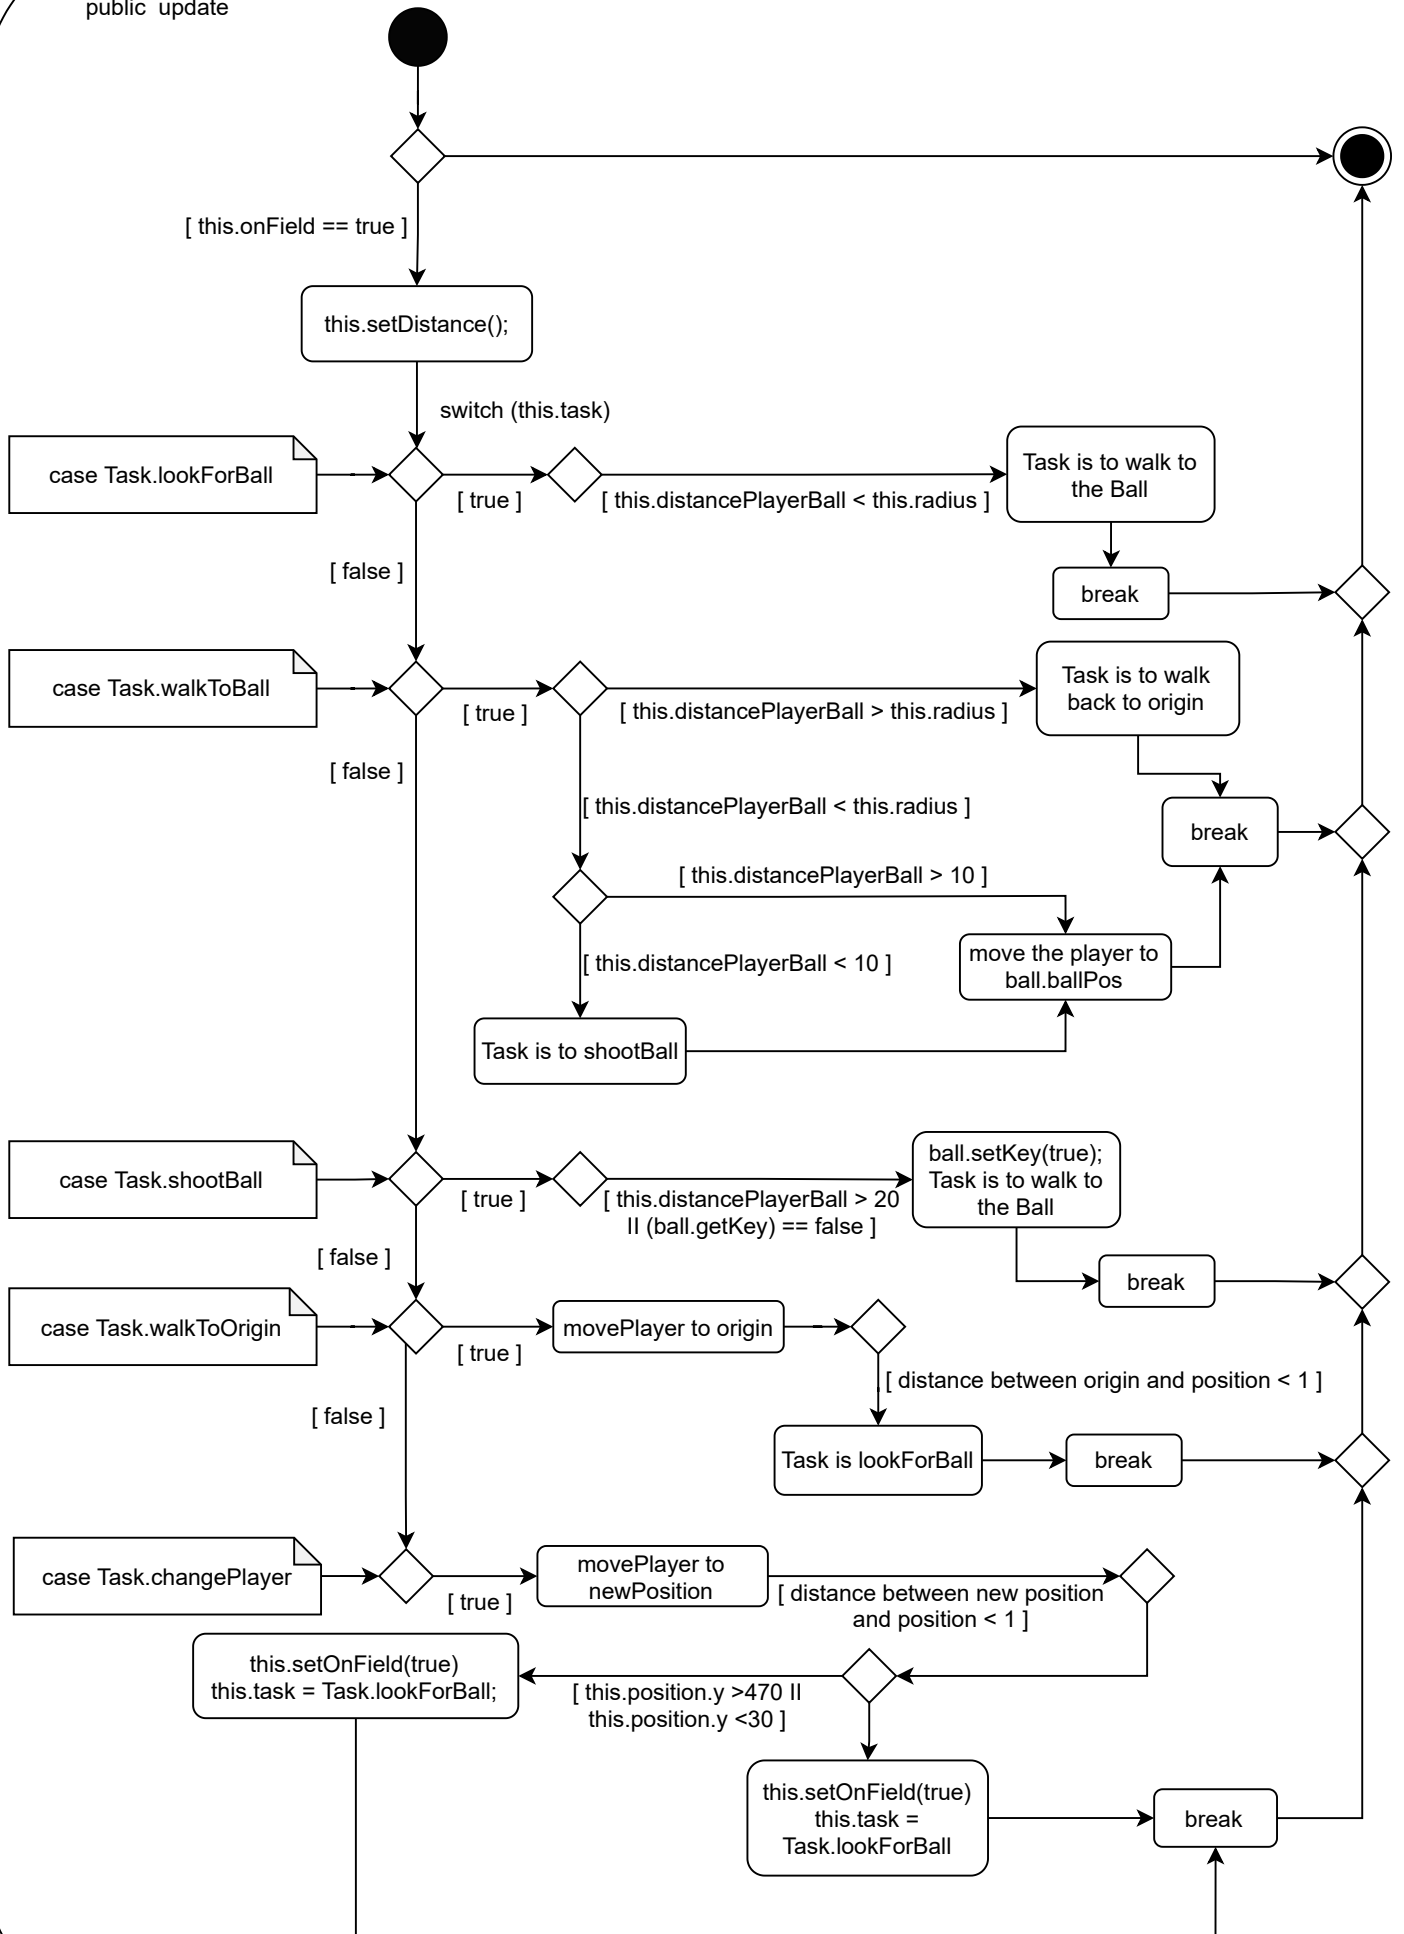 public  update
[ this.onField == true ]
this.setDistance();
switch (this.task)
case Task.lookForBall
[ true ]
[ this.distancePlayerBall < this.radius ]
Task is to walk to
the Ball
[ false ]
break
case Task.walkToBall
[ true ]
[ this.distancePlayerBall > this.radius ]
Task is to walk
back to origin
[ false ]
[ this.distancePlayerBall < this.radius ]
break
[ this.distancePlayerBall > 10 ]
[ this.distancePlayerBall < 10 ]
move the player to
ball.ballPos
Task is to shootBall
case Task.shootBall
[ true ]
[ this.distancePlayerBall > 20
II (ball.getKey) == false ]
ball.setKey(true);
Task is to walk to
the Ball
[ false ]
break
case Task.walkToOrigin
[ true ]
movePlayer to origin
[ distance between origin and position < 1 ]
[ false ]
Task is lookForBall
break
case Task.changePlayer
[ true ]
movePlayer to
newPosition
[ distance between new position
and position < 1 ]
this.setOnField(true)
this.task = Task.lookForBall;
[ this.position.y >470 II
this.position.y <30 ]
this.setOnField(true)
this.task =
Task.lookForBall
break